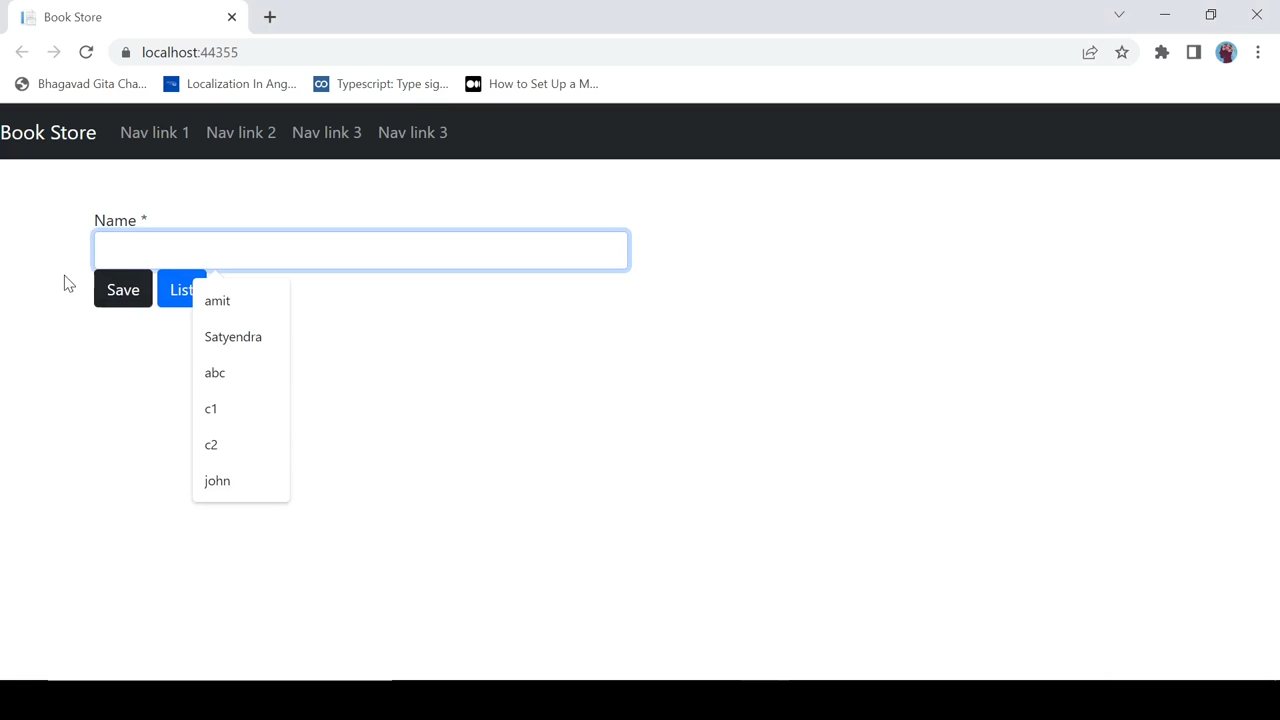 Book Store
localhost:44355
Bhagavad Gita Cha... Localization In Ang... Typescript: Type sig... How to Set Up a M...
Book Store Nav link 1 Nav link 2 Nav link 3 Nav link 3
Name *
Save List
amit
Satyendra
abc
c1
c2
john